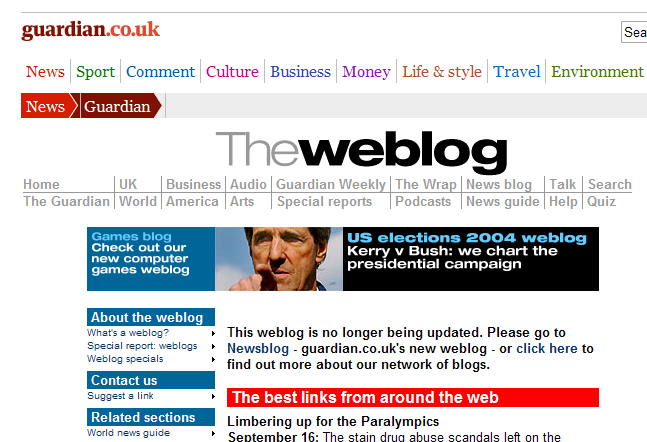 guardian.co.uk
Sea
News Sport Comment Culture Business Money Life & style Travel Environment
News Guardian
Theweblog
Home UK Business Audio Guardian Weekly The Wrap News blog Talk Search
The Guardian World America Arts Special reports Podcasts News guide Help Quiz
Games blog
Check out our
new computer
games weblog
US elections 2004 weblog
Kerry v Bush: we chart the
presidential campaign
About the weblog
What's a weblog?
Special report: weblogs
Weblog specials
Contact us
Suggest a link
Related sections
World news guide
This weblog is no longer being updated. Please go to
Newsblog - guardian.co.uk's new weblog - or click here to
find out more about our network of blogs.
The best links from around the web
Limbering up for the Paralympics
September 16: The stain drug abuse scandals left on the